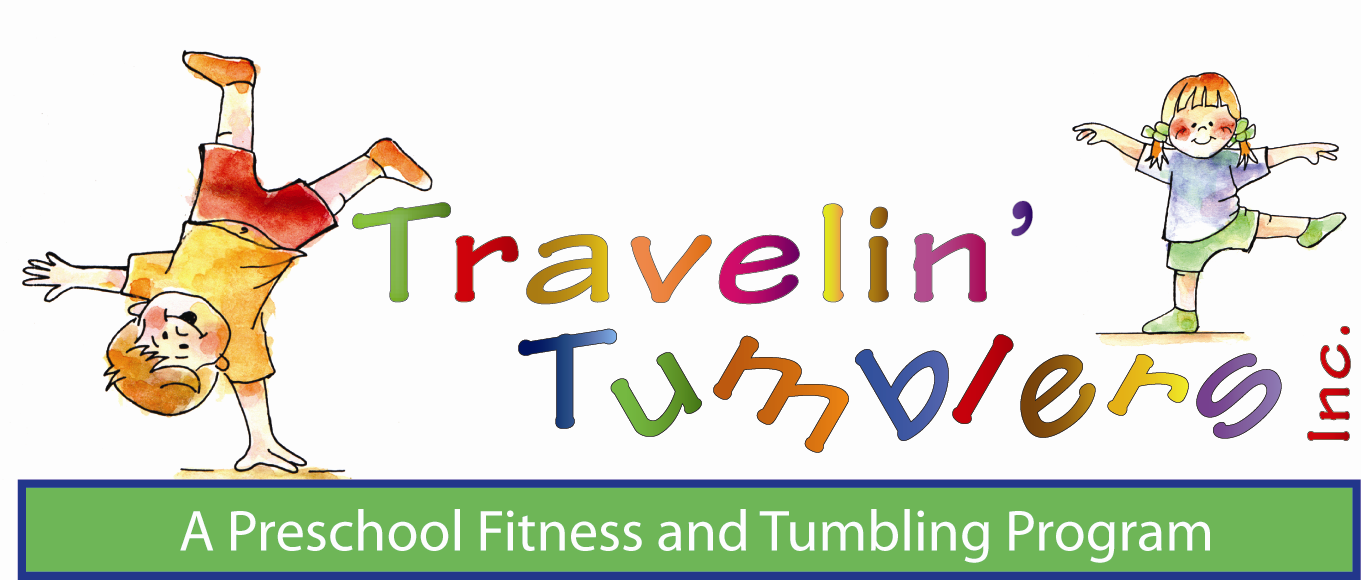 Travelin’
Tumblers
Inc.
A Preschool Fitness and Tumbling Program